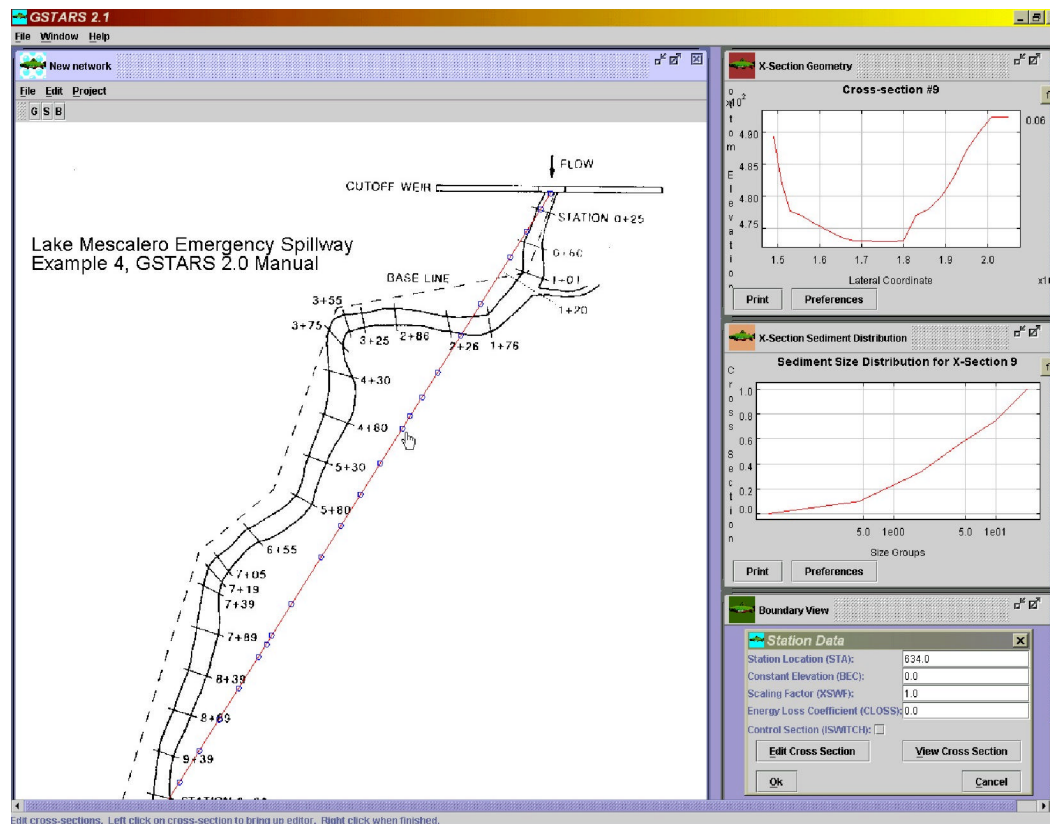 GSTARS 2.1
File Window Help
New network
File Edit Project
G S B
FLOW
CUTOFF WEIR
STATION 0+25
Lake Mescalero Emergency Spillway
Example 4, GSTARS 2.0 Manual
0+60
BASE LINE
1+01
1+20
3+55
3+75
3+25
2+86
2+26
1+76
4+30
4+80
5+30
5+80
6+55
7+05
7+19
7+39
7+89
8+39
8+89
9+39
Edit cross-sections. Left click on cross-section to bring up editor. Right click when finished.
X-Section Geometry
Cross-section #9
x10²
0.06
4.90
4.85
4.80
4.75
Bottom Elevation
1.5 1.6 1.7 1.8 1.9 2.0
Lateral Coordinate
Print Preferences
X-Section Sediment Distribution
Sediment Size Distribution for X-Section 9
Cross Section
1.0
0.8
0.6
0.4
0.2
0.0
5.0 1e00 5.0 1e01
Size Groups
Print Preferences
Boundary View
Station Data
Station Location (STA): 634.0
Constant Elevation (BEC): 0.0
Scaling Factor (XSWF): 1.0
Energy Loss Coefficient (CLOSS): 0.0
Control Section (ISWITCH):
Edit Cross Section View Cross Section
Ok Cancel